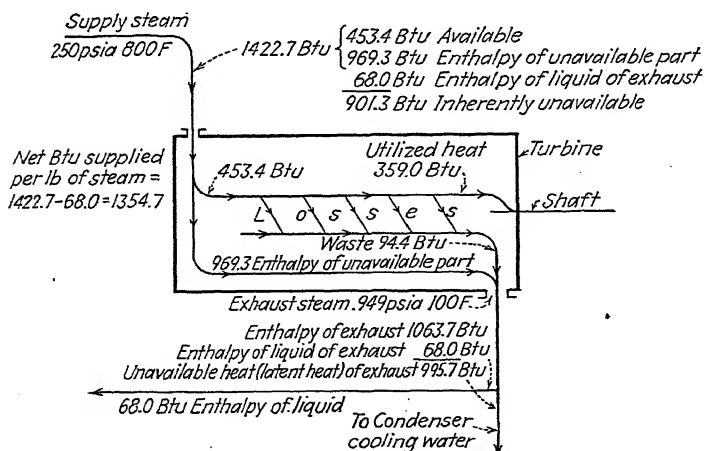 Supply steam
250psia 800F
1422.7 Btu
453.4 Btu Available
969.3 Btu Enthalpy of unavailable part
68.0 Btu Enthalpy of liquid of exhaust
901.3 Btu Inherently unavailable
Net Btu supplied
per lb of steam =
1422.7-68.0=1354.7
453.4 Btu
Utilized heat
359.0 Btu
Turbine
Shaft
Losses
Waste 94.4 Btu
969.3 Enthalpy of unavailable part
Exhaust steam .949psia 100F
Enthalpy of exhaust 1063.7 Btu
Enthalpy of liquid of exhaust 68.0 Btu
Unavailable heat (latent heat) of exhaust 995.7 Btu
68.0 Btu Enthalpy of liquid
To Condenser
cooling water